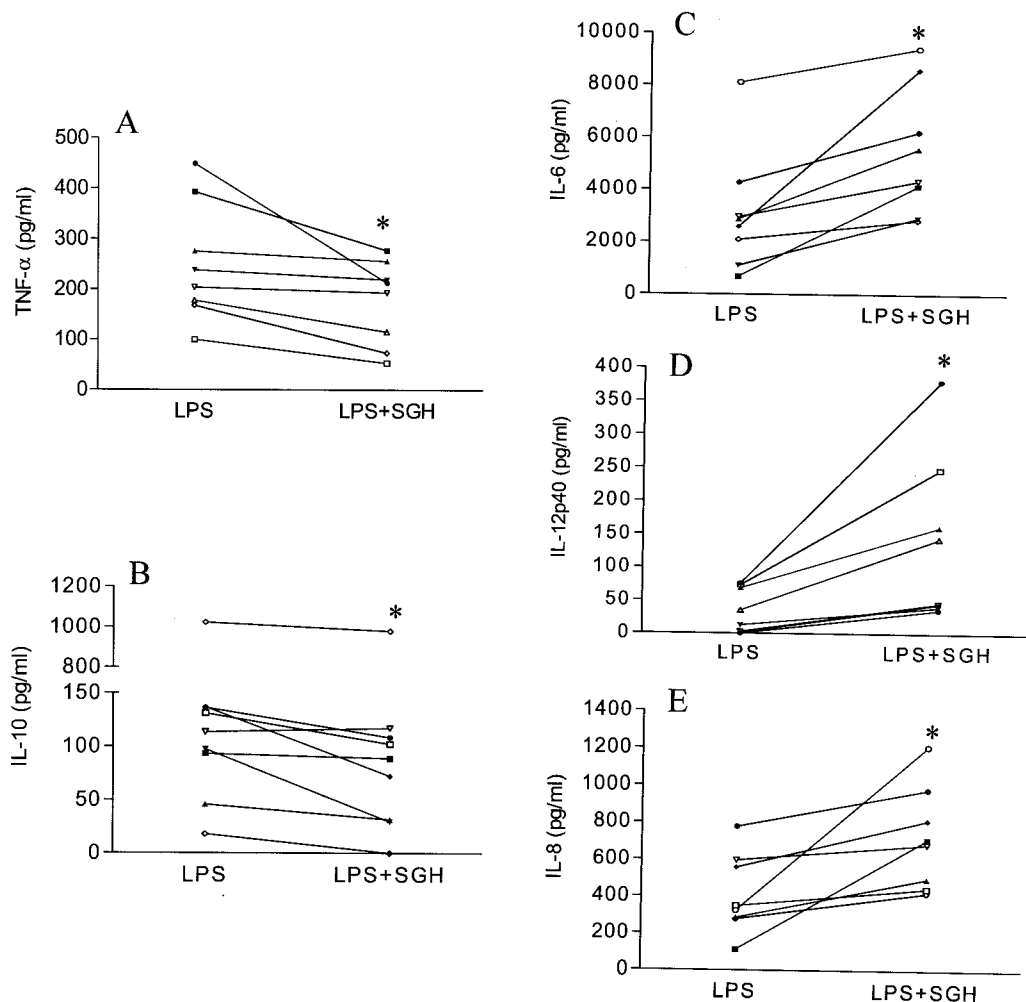 A
TNF-α (pg/ml)
500
400
300
200
100
0
*
LPS
LPS+SGH
B
IL-10 (pg/ml)
1200
1000
800
150
100
50
0
*
LPS
LPS+SGH
C
IL-6 (pg/ml)
10000
8000
6000
4000
2000
0
*
LPS
LPS+SGH
D
IL-12p40 (pg/ml)
400
350
300
250
200
150
100
50
0
*
LPS
LPS+SGH
E
IL-8 (pg/ml)
1400
1200
1000
800
600
400
200
0
*
LPS
LPS+SGH